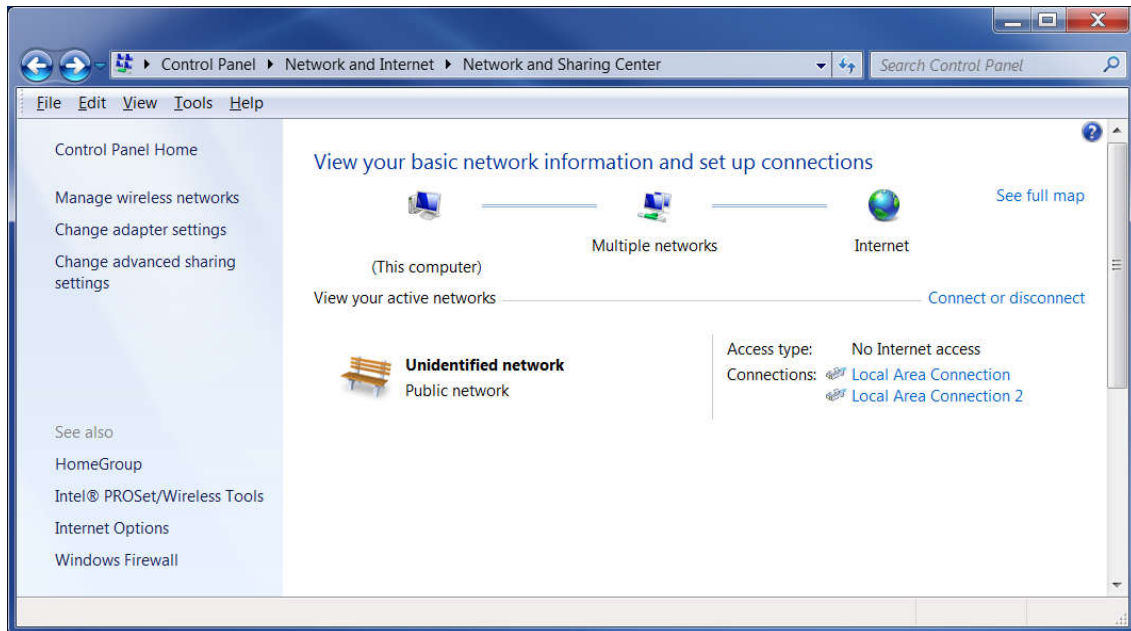 Control Panel Network and Internet Network and Sharing Center Search Control Panel
File Edit View Tools Help
Control Panel Home
Manage wireless networks
Change adapter settings
Change advanced sharing
settings
See also
HomeGroup
Intel® PROSet/Wireless Tools
Internet Options
Windows Firewall
View your basic network information and set up connections
See full map
Multiple networks Internet
(This computer)
View your active networks Connect or disconnect
Unidentified network
Public network
Access type: No Internet access
Connections: Local Area Connection
Local Area Connection 2